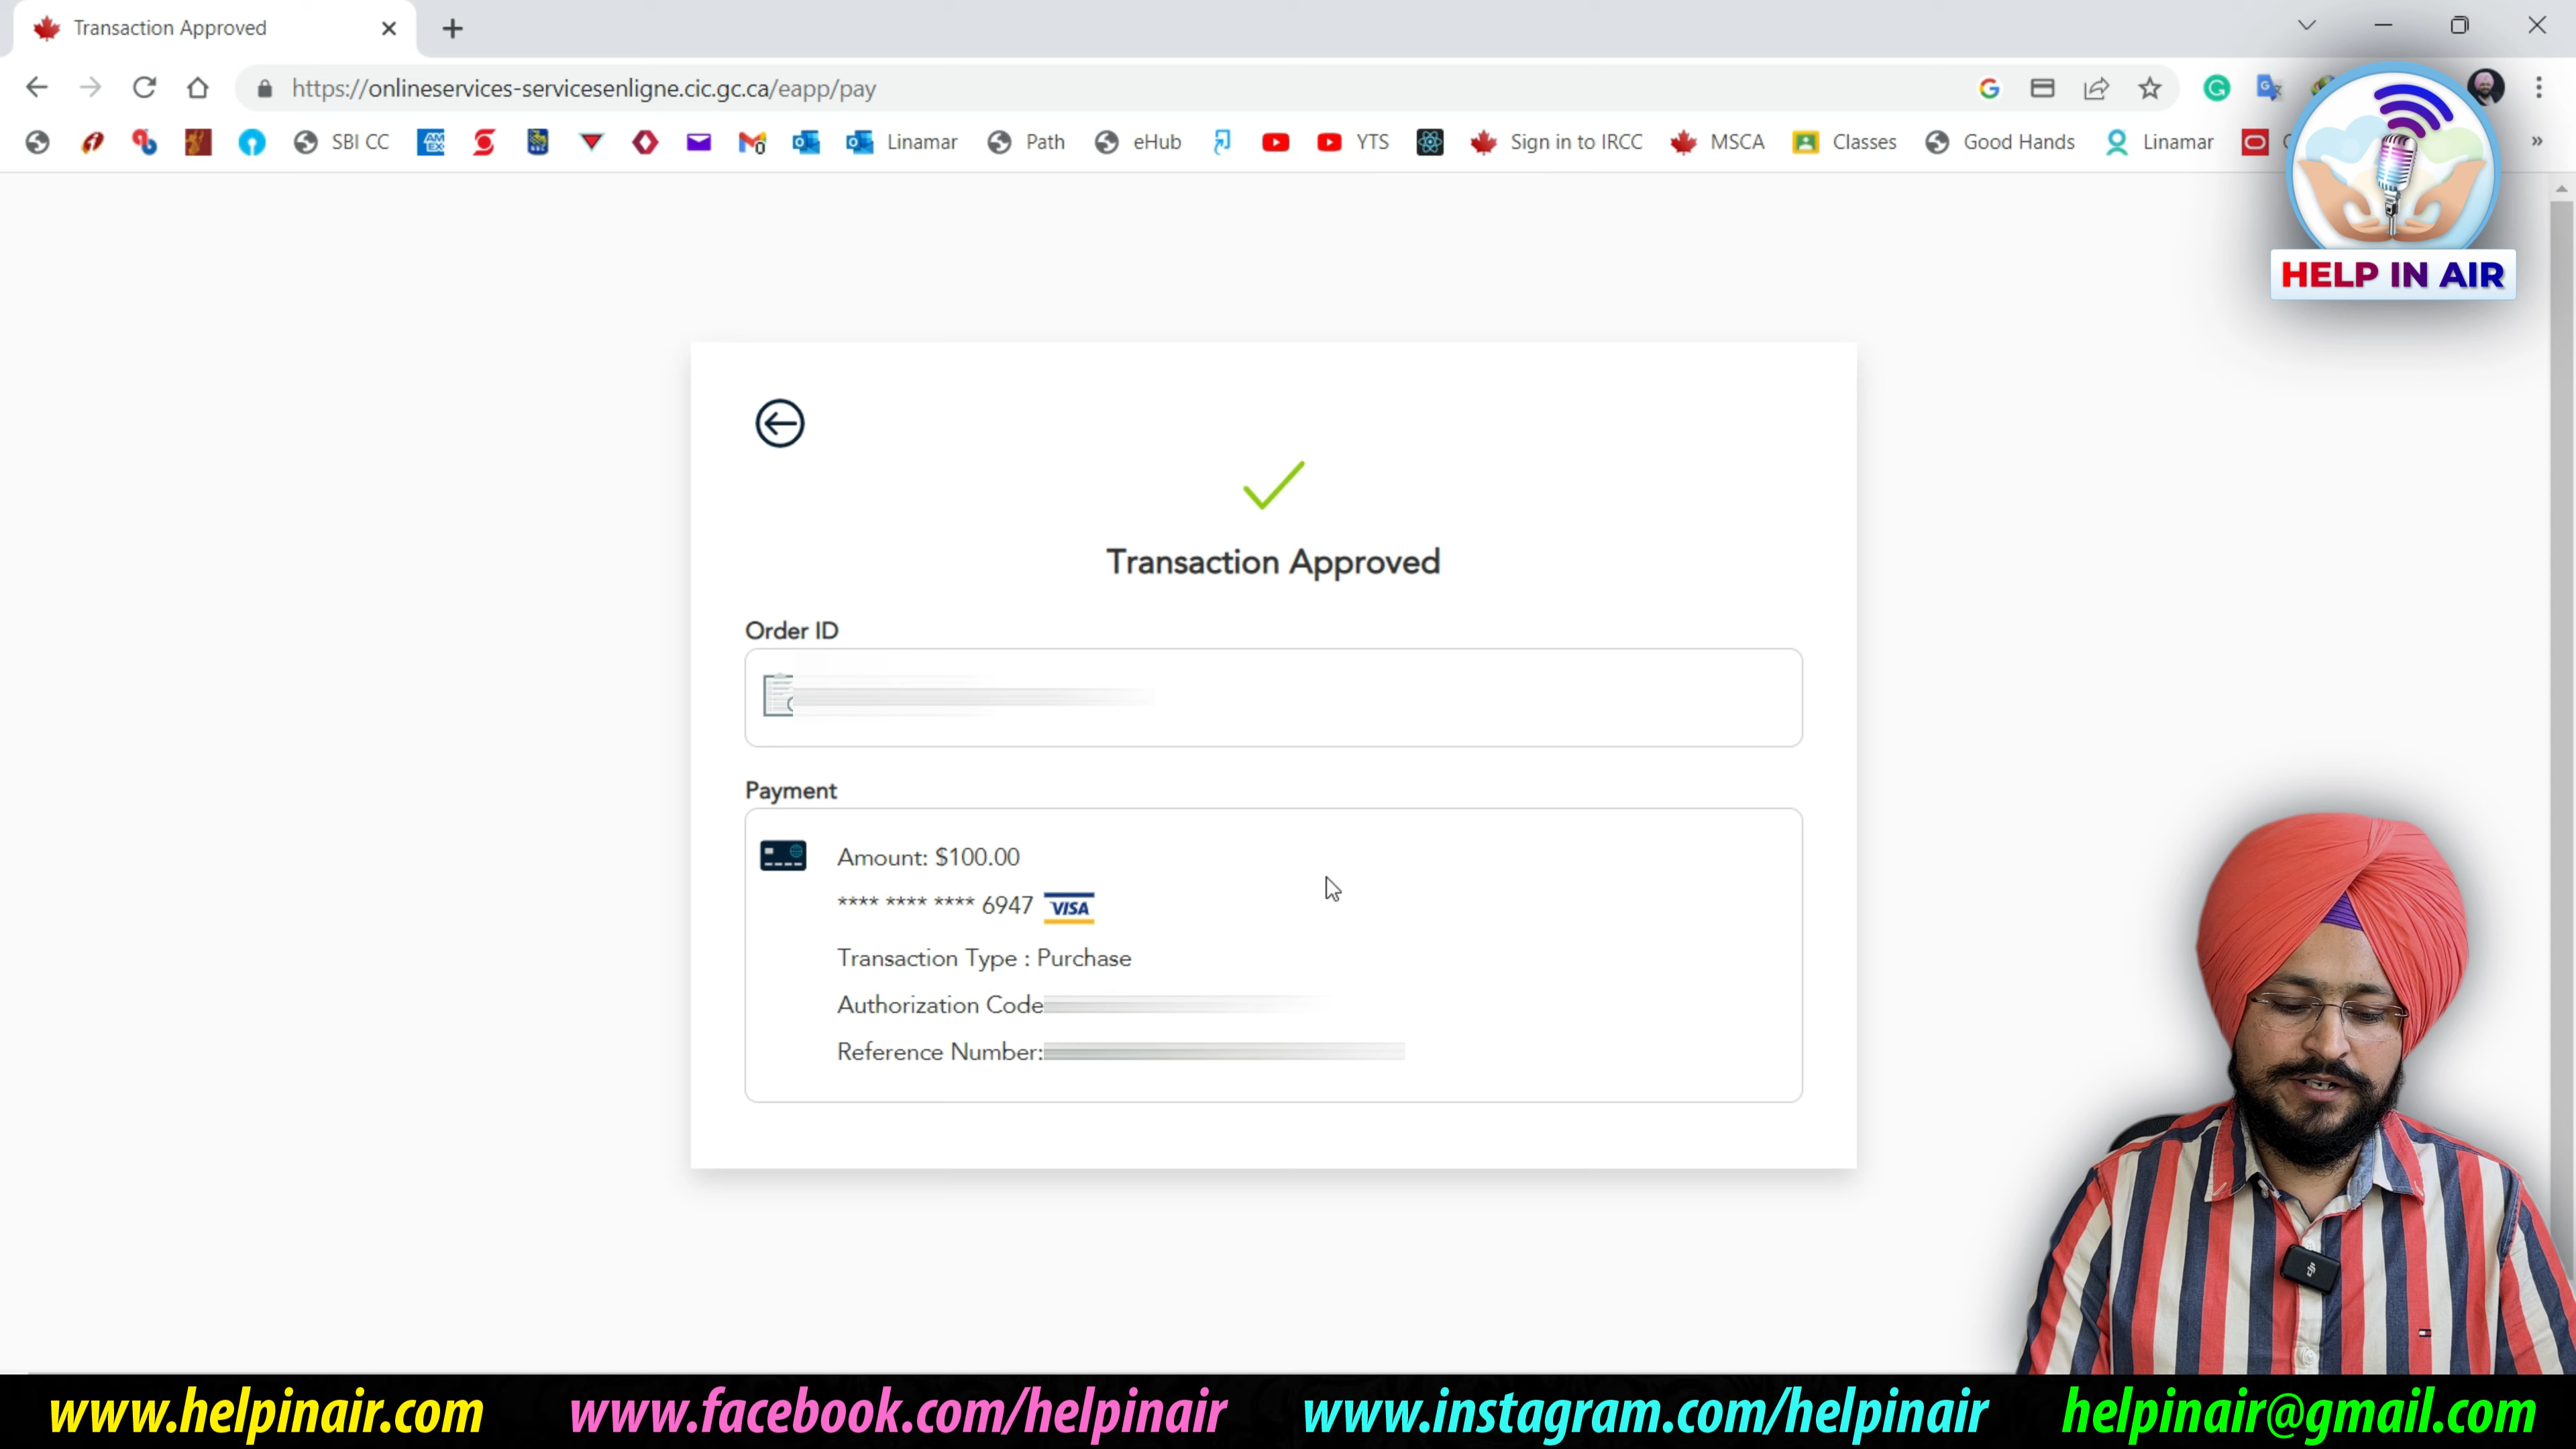 Transaction Approved
https://onlineservices-servicesenligne.cic.gc.ca/eapp/pay
SBI CC
AM EX
Linamar
Path
eHub
YTS
Sign in to IRCC
MSCA
Classes
Good Hands
Linamar
HELP IN AIR
Transaction Approved
Order ID
Payment
Amount: $100.00
**** **** **** 6947 VISA
Transaction Type : Purchase
Authorization Code
Reference Number:
www.helpinair.com
www.facebook.com/helpinair
www.instagram.com/helpinair
helpinair@gmail.com